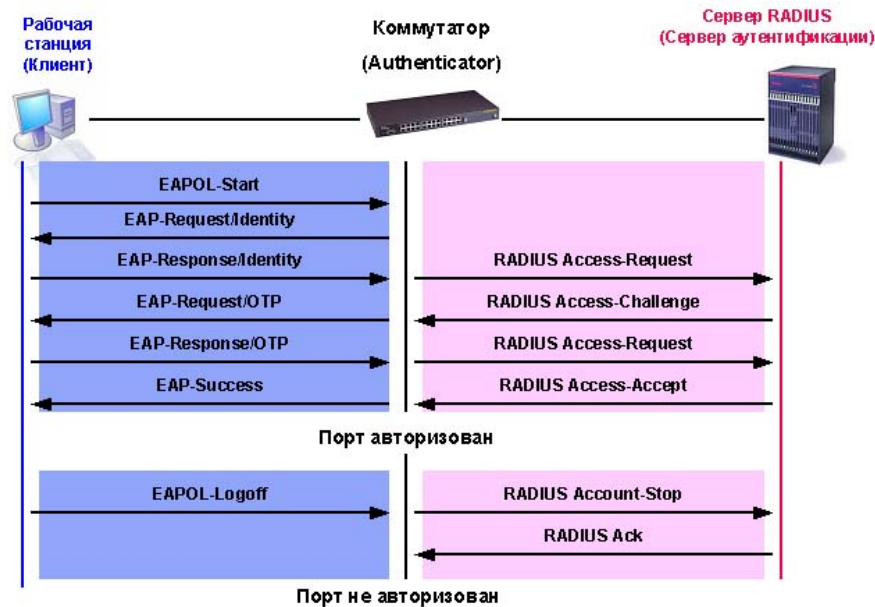 Рабочая
станция
(Клиент)
Коммутатор
(Authenticator)
Сервер RADIUS
(Сервер аутентификации)
EAPOL-Start
EAP-Request/Identity
EAP-Response/Identity
RADIUS Access-Request
EAP-Request/OTP
RADIUS Access-Challenge
EAP-Response/OTP
RADIUS Access-Request
EAP-Success
RADIUS Access-Accept
Порт авторизован
EAPOL-Logoff
RADIUS Account-Stop
RADIUS Ack
Порт не авторизован